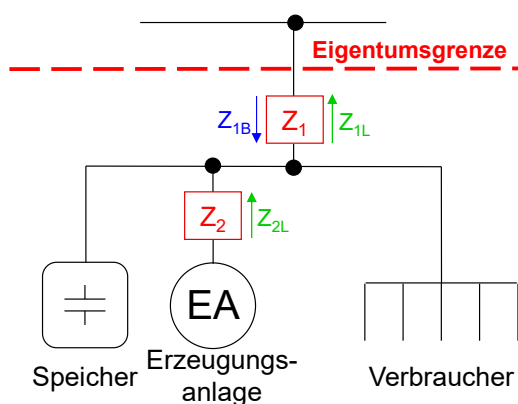 Eigentumsgrenze
Z1B
Z1
Z1L
Z2
Z2L
EA
Speicher
Erzeugungs-
anlage
Verbraucher